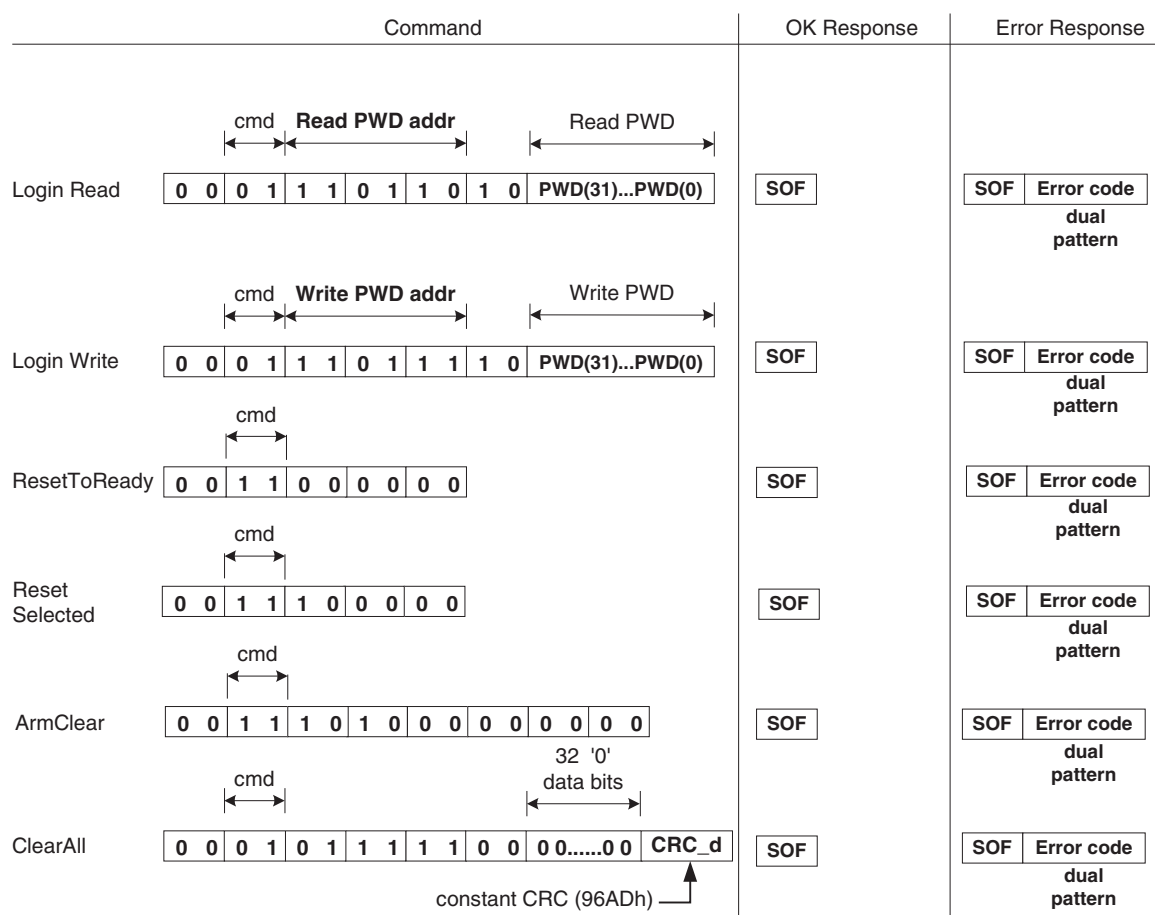 Command OK Response Error Response
cmd Read PWD addr Read PWD
Login Read 0 0 0 1 1 1 0 1 1 0 1 0 PWD(31)...PWD(0) SOF SOF Error code
dual
pattern
cmd Write PWD addr Write PWD
Login Write 0 0 0 1 1 1 0 1 1 1 1 0 PWD(31)...PWD(0) SOF SOF Error code
dual
pattern
cmd
ResetToReady 0 0 1 1 0 0 0 0 0 0 SOF SOF Error code
dual
pattern
cmd
Reset
Selected 0 0 1 1 1 0 0 0 0 0 SOF SOF Error code
dual
pattern
cmd
ArmClear 0 0 1 1 1 0 1 0 0 0 0 0 0 0 0 0 SOF SOF Error code
dual
pattern
32 '0'
cmd data bits
ClearAll 0 0 0 1 0 1 1 1 1 1 0 0 0 0......0 0 CRC_d SOF SOF Error code
dual
pattern
constant CRC (96ADh)